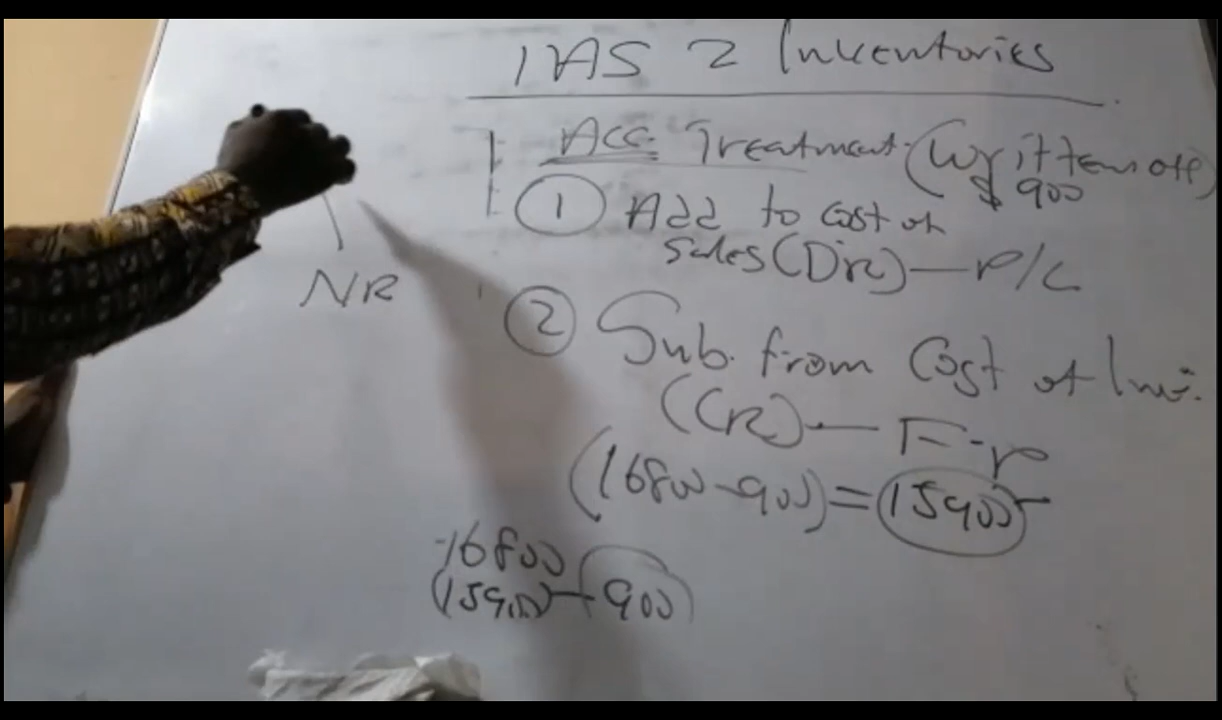 IAS 2 Inventories
Acc Treatment (Written off)
$ 900
1 Add to cost of
Sales (Dr) — P/L
NR
2 Sub. from Cost of Inv.
(CR) — F.p
(16800 - 900) = 15900
16800
(15900) — 900